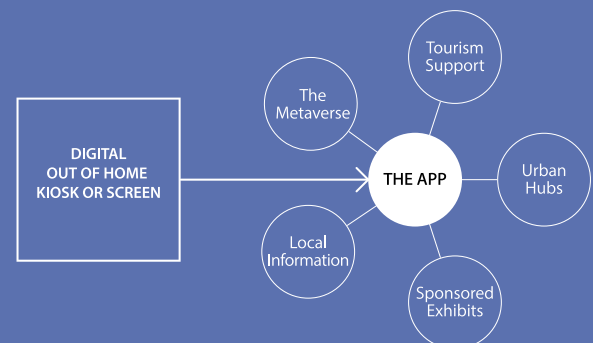 DIGITAL
OUT OF HOME
KIOSK OR SCREEN
The
Metaverse
Tourism
Support
THE APP
Urban
Hubs
Local
Information
Sponsored
Exhibits